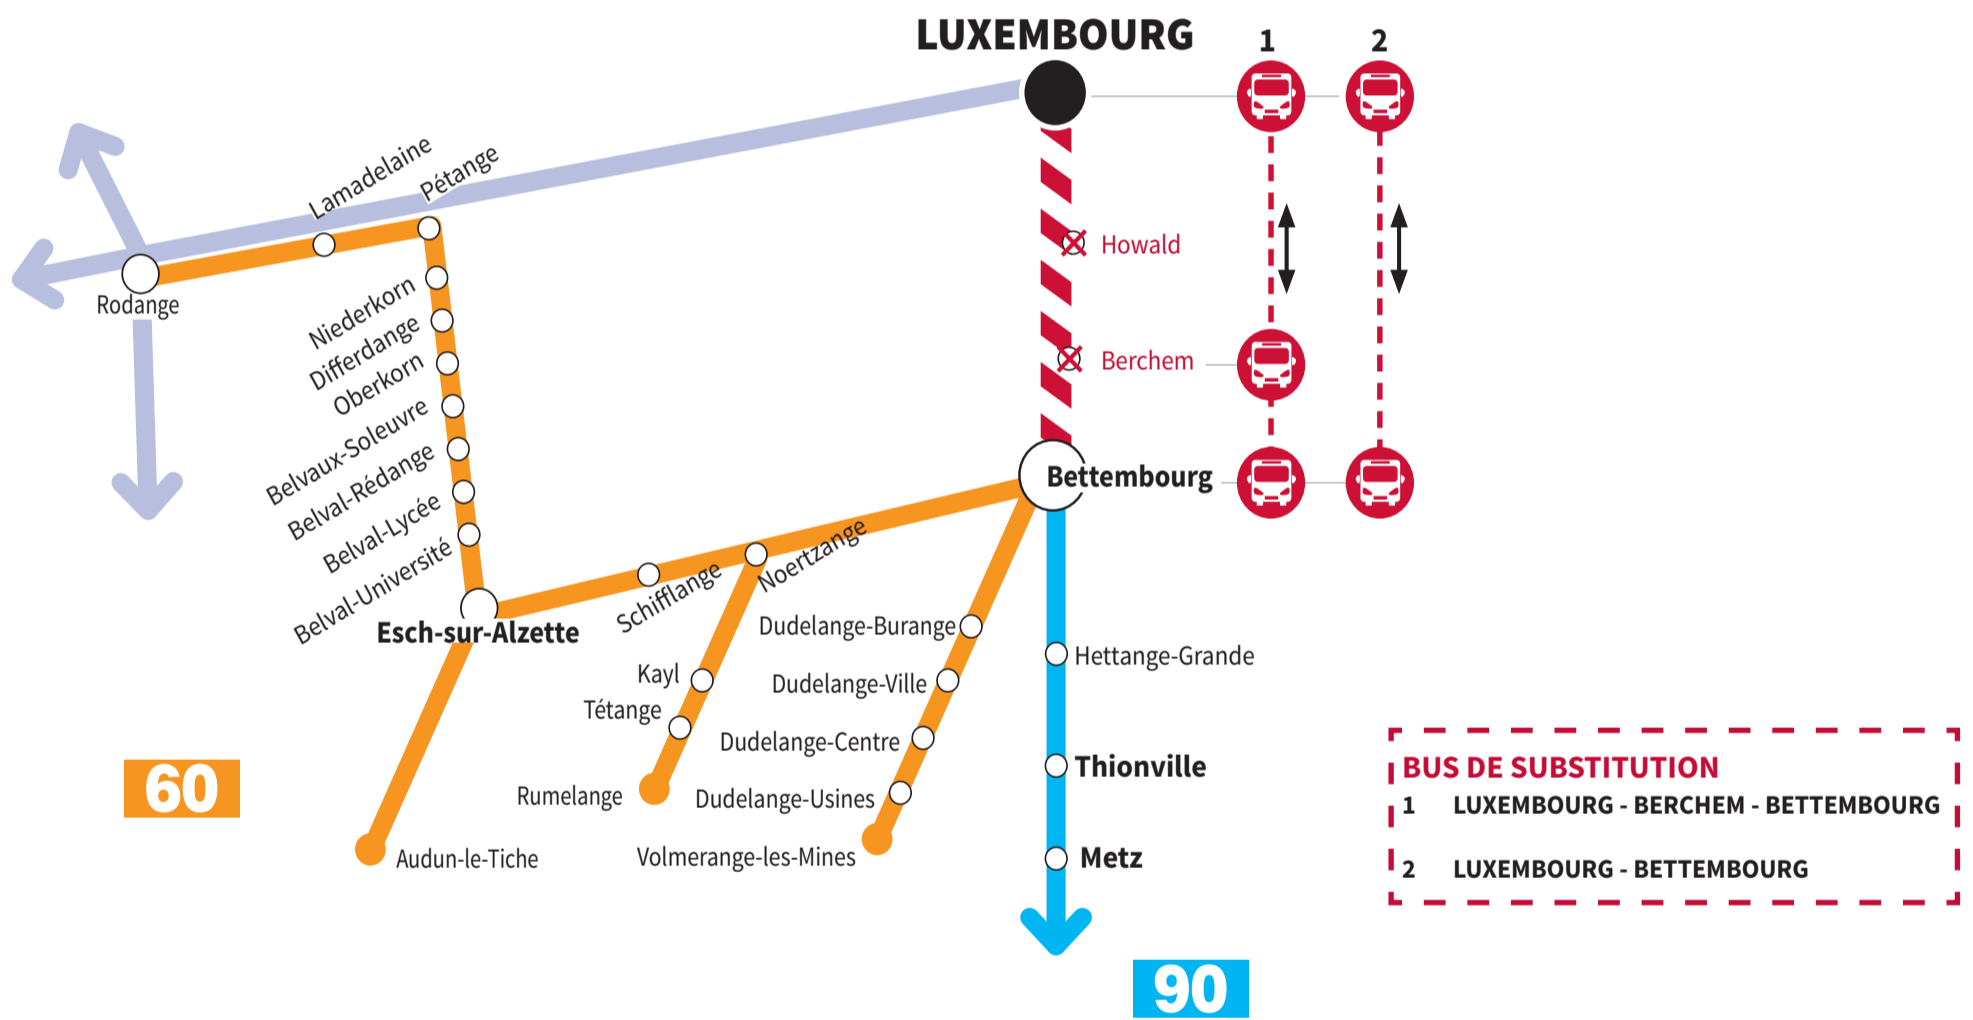 LUXEMBOURG
1
2
Lamadelaine
Pétange
Howald
Rodange
Niederkorn
Differdange
Oberkorn
Berchem
Belvaux-Soleuvre
Belval-Rédange
Belval-Lycée
Belval-Université
Bettembourg
Esch-sur-Alzette
Schifflange
Noertzange
Dudelange-Burange
Hettange-Grande
Kayl
Dudelange-Ville
Tétange
Dudelange-Centre
Thionville
Rumelange
Dudelange-Usines
Volmerange-les-Mines
Audun-le-Tiche
Metz
60
90
BUS DE SUBSTITUTION
1 LUXEMBOURG - BERCHEM - BETTEMBOURG
2 LUXEMBOURG - BETTEMBOURG